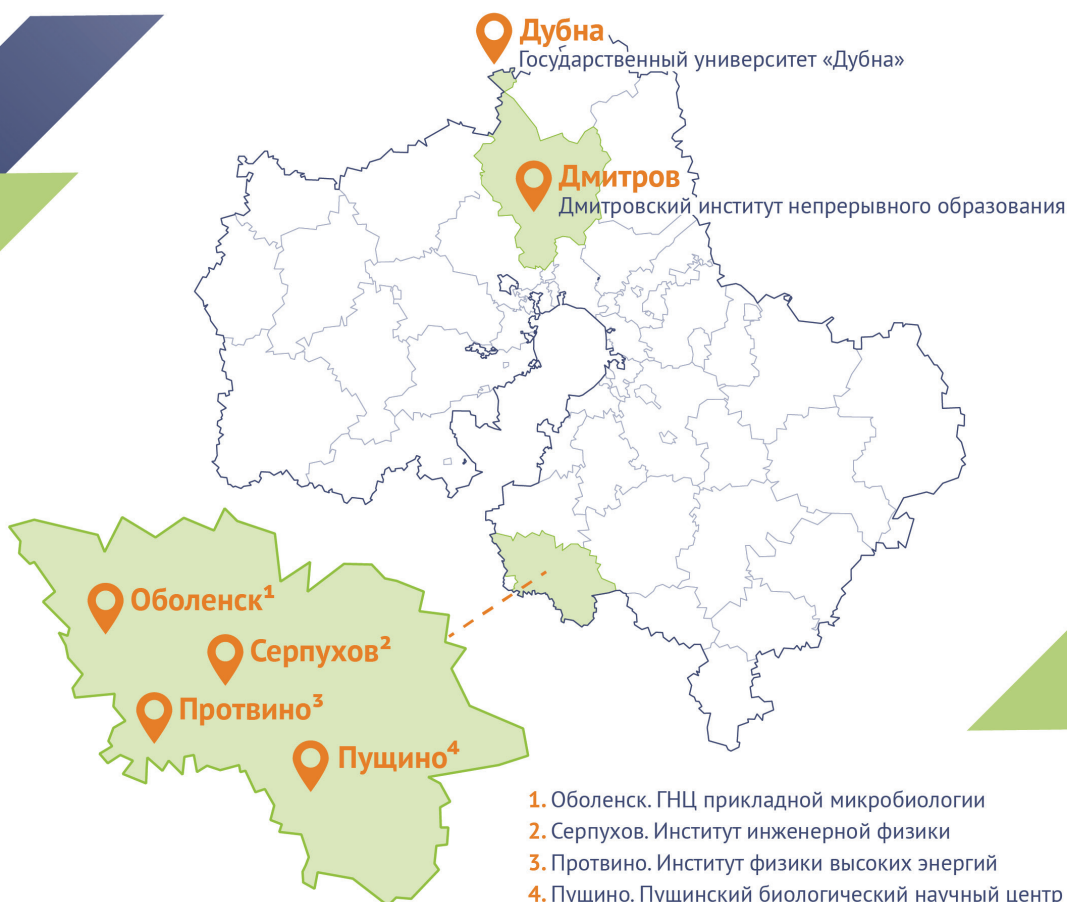 Дубна
Государственный университет «Дубна»
Дмитров
Дмитровский институт непрерывного образования
Оболенск¹
Серпухов²
Протвино³
Пущино⁴
1. Оболенск. ГНЦ прикладной микробиологии
2. Серпухов. Институт инженерной физики
3. Протвино. Институт физики высоких энергий
4. Пущино. Пущинский биологический научный центр